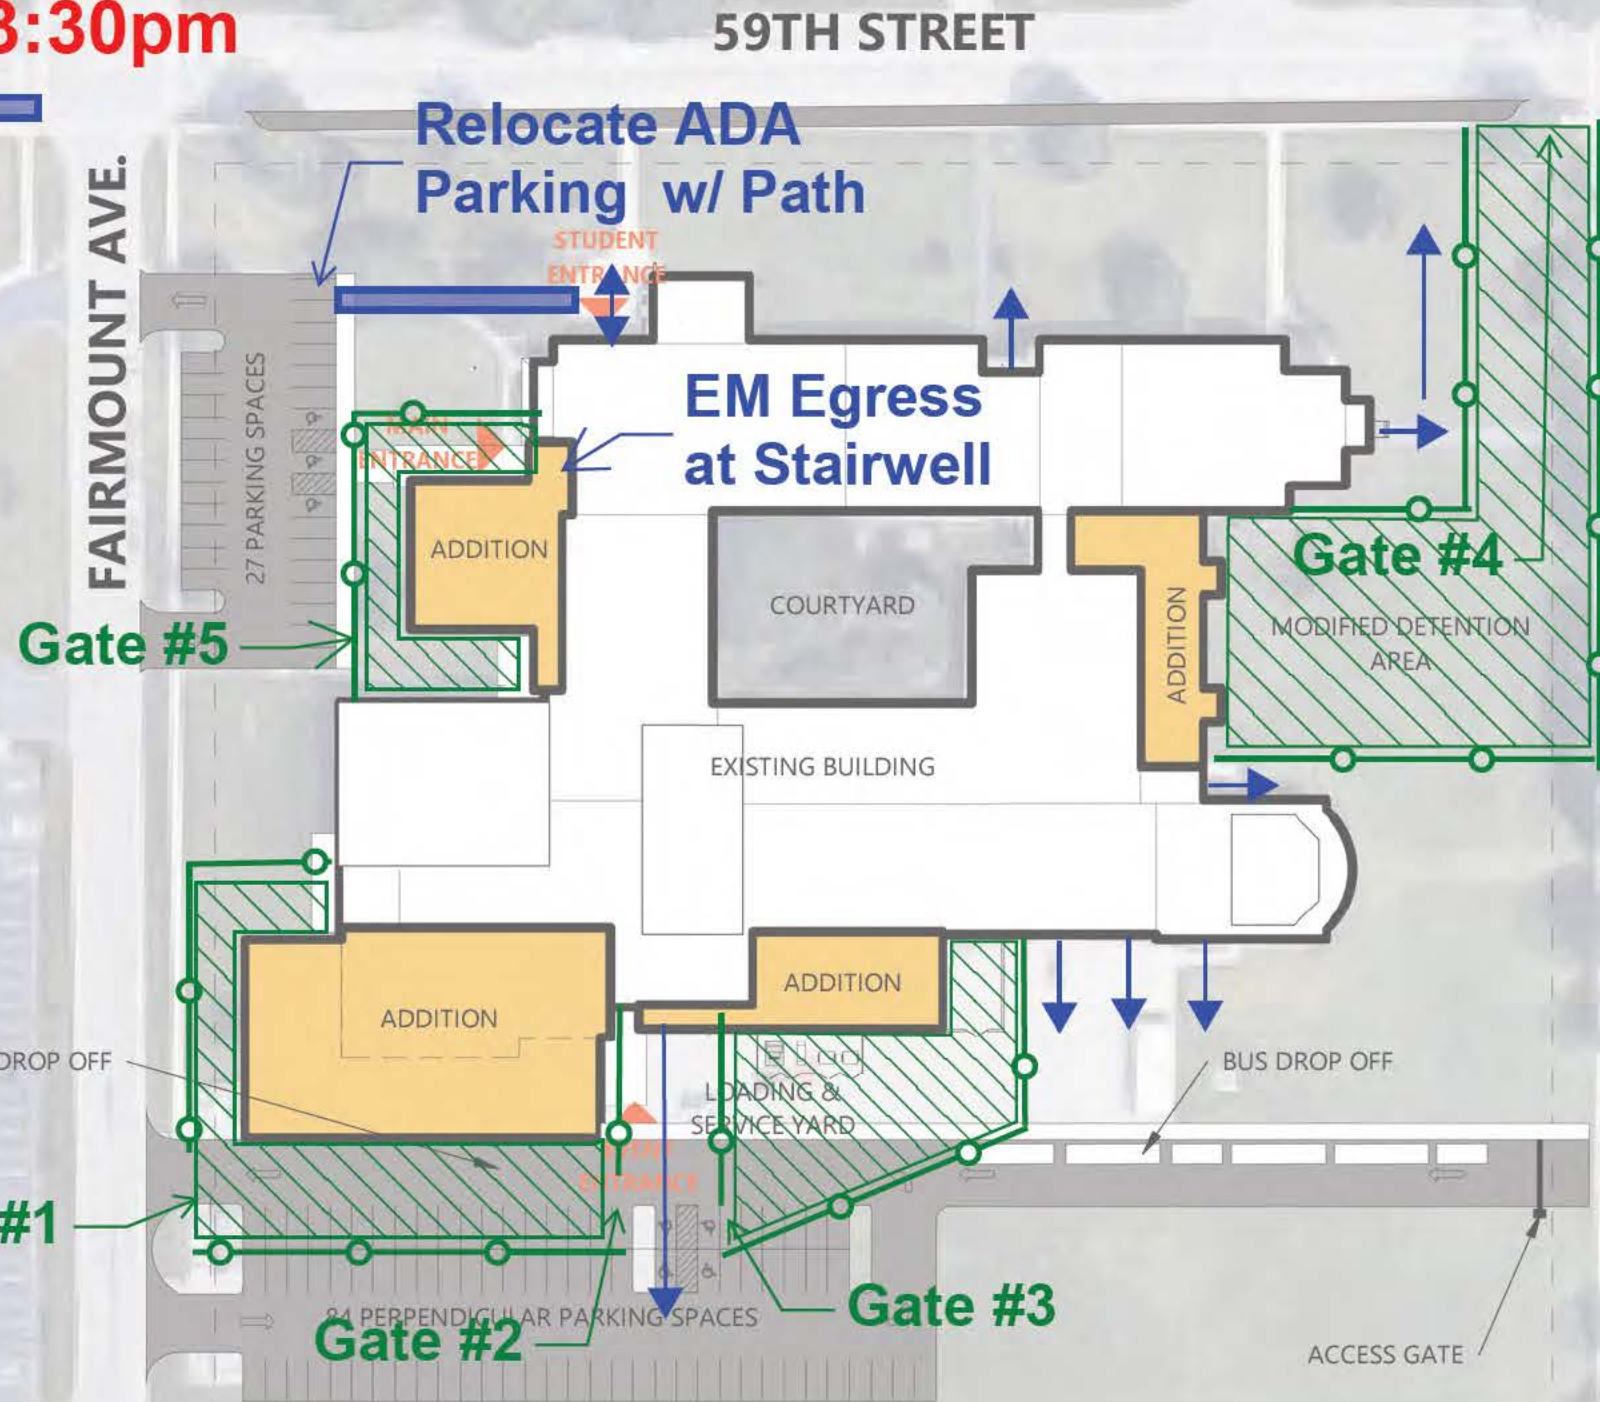 3:30pm
59TH STREET
Relocate ADA
Parking w/ Path
FAIRMOUNT AVE.
STUDENT
ENTRANCE
27 PARKING SPACES
EM Egress
at Stairwell
MAIN
ENTRANCE
ADDITION
COURTYARD
ADDITION
Gate #4
MODIFIED DETENTION
AREA
Gate #5
EXISTING BUILDING
ADDITION
ADDITION
DROP OFF
LOADING &
SERVICE YARD
BUS DROP OFF
ENTRANCE
#1
84 PERPENDICULAR PARKING SPACES
Gate #2
Gate #3
ACCESS GATE